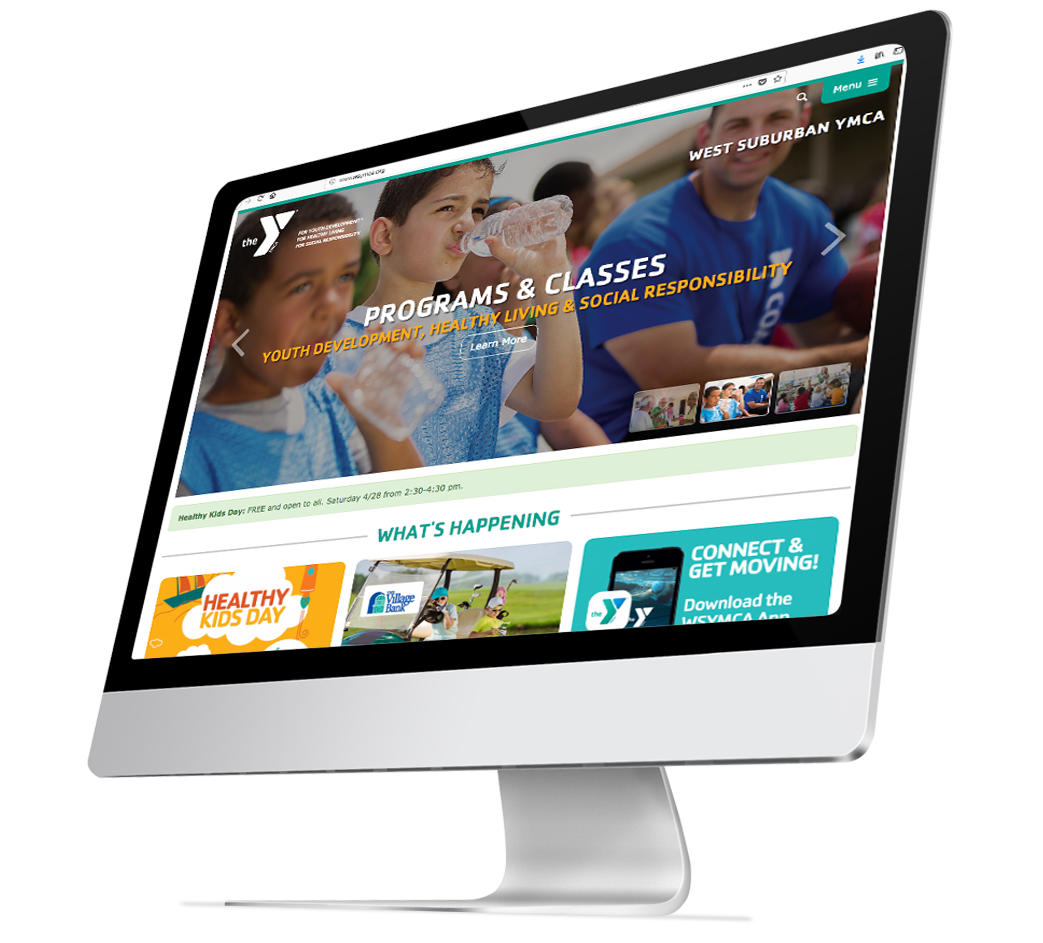 www.wsymca.org
Menu
WEST SUBURBAN YMCA
the Y
FOR YOUTH DEVELOPMENT™
FOR HEALTHY LIVING
FOR SOCIAL RESPONSIBILITY
PROGRAMS & CLASSES
YOUTH DEVELOPMENT, HEALTHY LIVING & SOCIAL RESPONSIBILITY
Learn More
Healthy Kids Day: FREE and open to all. Saturday 4/28 from 2:30-4:30 pm.
WHAT'S HAPPENING
HEALTHY
KIDS DAY
The
Village
Bank
CONNECT &
GET MOVING!
the Y
Download the
WSYMCA App